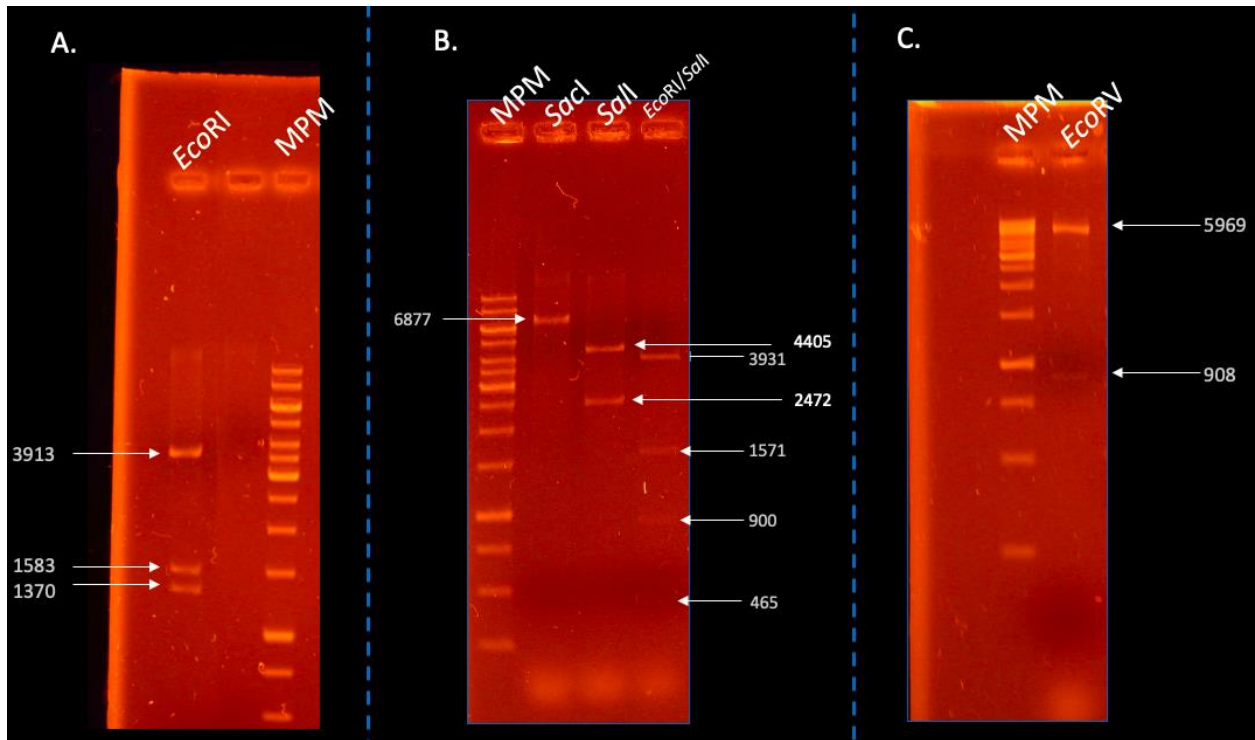 A.
EcoRI
MPM
3913
1583
1370
B.
MPM
SacI
SalI
EcoRI/SalI
6877
4405
3931
2472
1571
900
465
C.
MPM
EcoRV
5969
908